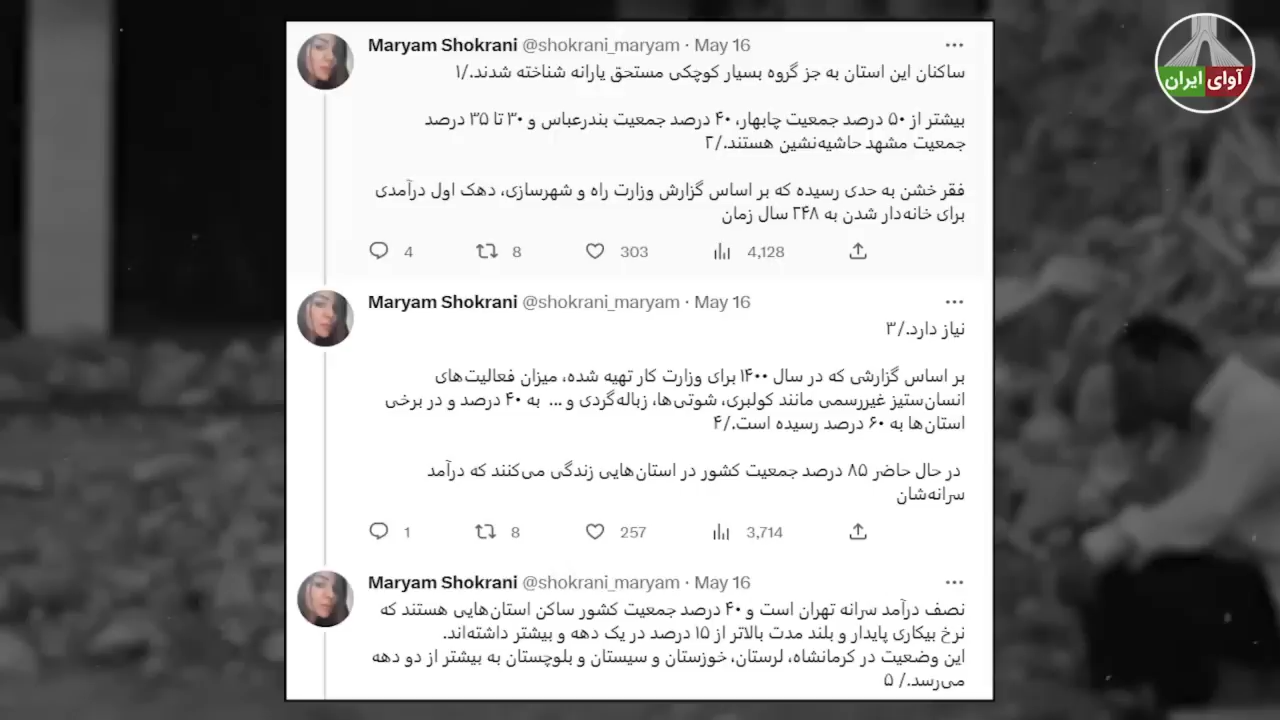 آوای ایران
Maryam Shokrani @shokrani_maryam · May 16
ساکنان این استان به جز گروه بسیار کوچکی مستحق یارانه شناخته شدند./۱
بیشتر از ۵۰ درصد جمعیت چابهار، ۴۰ درصد جمعیت بندرعباس و ۳۰ تا ۳۵ درصد
جمعیت مشهد حاشیه‌نشین هستند./۲
فقر خشن به حدی رسیده که بر اساس گزارش وزارت راه و شهرسازی، دهک اول درآمدی
برای خانه‌دار شدن به ۲۴۸ سال زمان
4 8 303 4,128
Maryam Shokrani @shokrani_maryam · May 16
نیاز دارد./۳
بر اساس گزارشی که در سال ۱۴۰۰ برای وزارت کار تهیه شده، میزان فعالیت‌های
انسان‌ستیز غیررسمی مانند کولبری، شوتی‌ها، زباله‌گردی و ... به ۴۰ درصد و در برخی
استان‌ها به ۶۰ درصد رسیده است./۴
در حال حاضر ۸۵ درصد جمعیت کشور در استان‌هایی زندگی می‌کنند که درآمد
سرانه‌شان
1 8 257 3,714
Maryam Shokrani @shokrani_maryam · May 16
نصف درآمد سرانه تهران است و ۴۰ درصد جمعیت کشور ساکن استان‌هایی هستند که
نرخ بیکاری پایدار و بلند مدت بالاتر از ۱۵ درصد در یک دهه و بیشتر داشته‌اند.
این وضعیت در کرمانشاه، لرستان، خوزستان و سیستان و بلوچستان به بیشتر از دو دهه
می‌رسد./ ۵